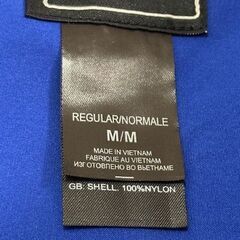 REGULAR/NORMALE
M/M
MADE IN VIETNAM
FABRIQUE AU VIETNAM
ИЗГОТОВЛЕНО ВО ВЬЕТНАМЕ
GB: SHELL: 100%NYLON